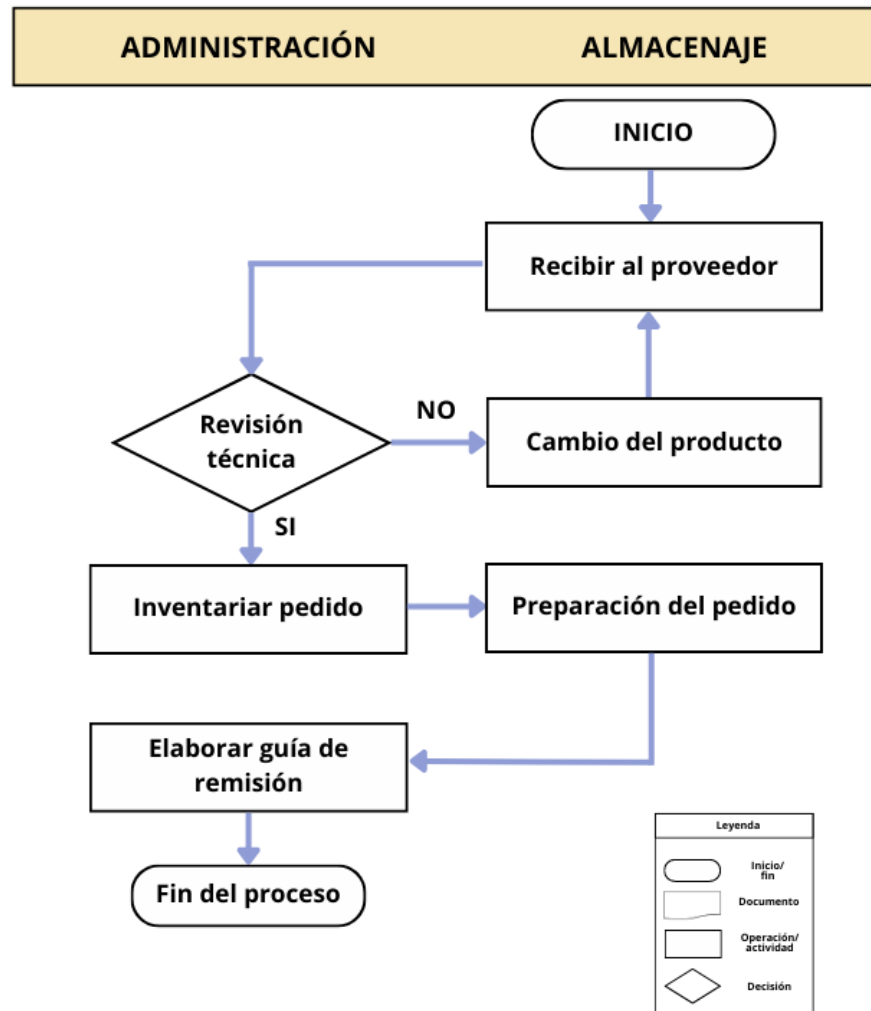 ADMINISTRACIÓN
ALMACENAJE
INICIO
Recibir al proveedor
Revisión
técnica
NO
Cambio del producto
SI
Inventariar pedido
Preparación del pedido
Elaborar guía de
remisión
Fin del proceso
Leyenda
Inicio/
fin
Documento
Operación/
actividad
Decisión